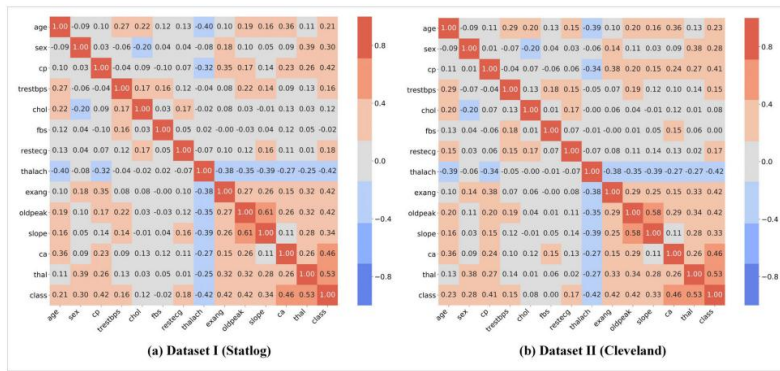 age 1.00 -0.09 0.10 0.27 0.22 0.12 0.13 -0.40 0.10 0.19 0.16 0.36 0.11 0.21
sex -0.09 1.00 0.03 -0.06 -0.20 0.04 0.04 -0.08 0.18 0.10 0.05 0.09 0.39 0.30
cp 0.10 0.03 1.00 -0.04 0.09 -0.10 0.07 -0.32 0.35 0.17 0.14 0.23 0.26 0.42
trestbps 0.27 -0.06 -0.04 1.00 0.17 0.16 0.12 -0.04 0.08 0.22 0.14 0.09 0.13 0.16
chol 0.22 -0.20 0.09 0.17 1.00 0.03 0.17 -0.02 0.08 0.03 -0.01 0.13 0.03 0.12
fbs 0.12 0.04 -0.10 0.16 0.03 1.00 0.05 0.02 -0.00 -0.03 0.04 0.12 0.05 -0.02
restecg 0.13 0.04 0.07 0.12 0.17 0.05 1.00 -0.07 0.10 0.12 0.16 0.11 0.01 0.18
thalach -0.40 -0.08 -0.32 -0.04 -0.02 0.02 -0.07 1.00 -0.38 -0.35 -0.39 -0.27 -0.25 -0.42
exang 0.10 0.18 0.35 0.08 0.08 -0.00 0.10 -0.38 1.00 0.27 0.26 0.15 0.32 0.42
oldpeak 0.19 0.10 0.17 0.22 0.03 -0.03 0.12 -0.35 0.27 1.00 0.61 0.26 0.32 0.42
slope 0.16 0.05 0.14 0.14 -0.01 0.04 0.16 -0.39 0.26 0.61 1.00 0.11 0.28 0.34
ca 0.36 0.09 0.23 0.09 0.13 0.12 0.11 -0.27 0.15 0.26 0.11 1.00 0.26 0.46
thal 0.11 0.39 0.26 0.13 0.03 0.05 0.01 -0.25 0.32 0.32 0.28 0.26 1.00 0.53
class 0.21 0.30 0.42 0.16 0.12 -0.02 0.18 -0.42 0.42 0.42 0.34 0.46 0.53 1.00
age sex cp trestbps chol fbs restecg thalach exang oldpeak slope ca thal class
0.8
0.4
0.0
−0.4
−0.8
(a) Dataset I (Statlog)
age 1.00 -0.09 0.11 0.29 0.20 0.13 0.15 -0.39 0.10 0.20 0.16 0.36 0.13 0.23
sex -0.09 1.00 0.01 -0.07 -0.20 0.04 0.03 -0.06 0.14 0.11 0.03 0.09 0.38 0.28
cp 0.11 0.01 1.00 -0.04 0.07 -0.06 0.06 -0.34 0.38 0.20 0.15 0.24 0.27 0.41
trestbps 0.29 -0.07 -0.04 1.00 0.13 0.18 0.15 -0.05 0.07 0.19 0.12 0.10 0.14 0.15
chol 0.20 -0.20 0.07 0.13 1.00 0.01 0.17 -0.00 0.06 0.04 -0.01 0.12 0.01 0.08
fbs 0.13 0.04 -0.06 0.18 0.01 1.00 0.07 -0.01 -0.00 0.01 0.06 0.15 0.06 0.00
restecg 0.15 0.03 0.06 0.15 0.17 0.07 1.00 -0.07 0.08 0.11 0.14 0.13 0.02 0.17
thalach -0.39 -0.06 -0.34 -0.05 -0.00 -0.01 -0.07 1.00 -0.38 -0.35 -0.39 -0.27 -0.27 -0.42
exang 0.10 0.14 0.38 0.07 0.06 -0.00 0.08 -0.38 1.00 0.29 0.25 0.15 0.33 0.42
oldpeak 0.20 0.11 0.20 0.19 0.04 0.01 0.11 -0.35 0.29 1.00 0.58 0.29 0.34 0.42
slope 0.16 0.03 0.15 0.12 -0.01 0.06 0.14 -0.39 0.25 0.58 1.00 0.11 0.28 0.33
ca 0.36 0.09 0.24 0.10 0.12 0.15 0.13 -0.27 0.15 0.29 0.11 1.00 0.26 0.46
thal 0.13 0.38 0.27 0.14 0.01 0.06 0.02 -0.27 0.33 0.34 0.28 0.26 1.00 0.53
class 0.23 0.28 0.41 0.15 0.08 0.00 0.17 -0.42 0.42 0.42 0.33 0.46 0.53 1.00
age sex cp trestbps chol fbs restecg thalach exang oldpeak slope ca thal class
0.8
0.4
0.0
−0.4
−0.8
(b) Dataset II (Cleveland)